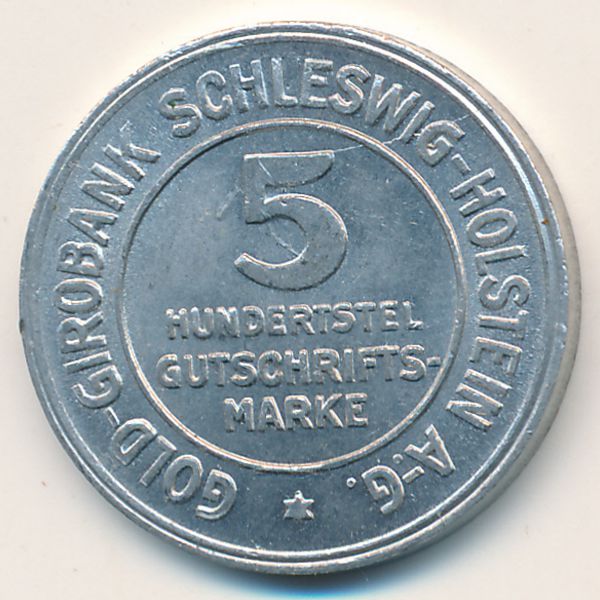 GOLD-GIROBANK SCHLESWIG-HOLSTEIN A.-G.
5
HUNDERTSTEL
GUTSCHRIFTS-
MARKE